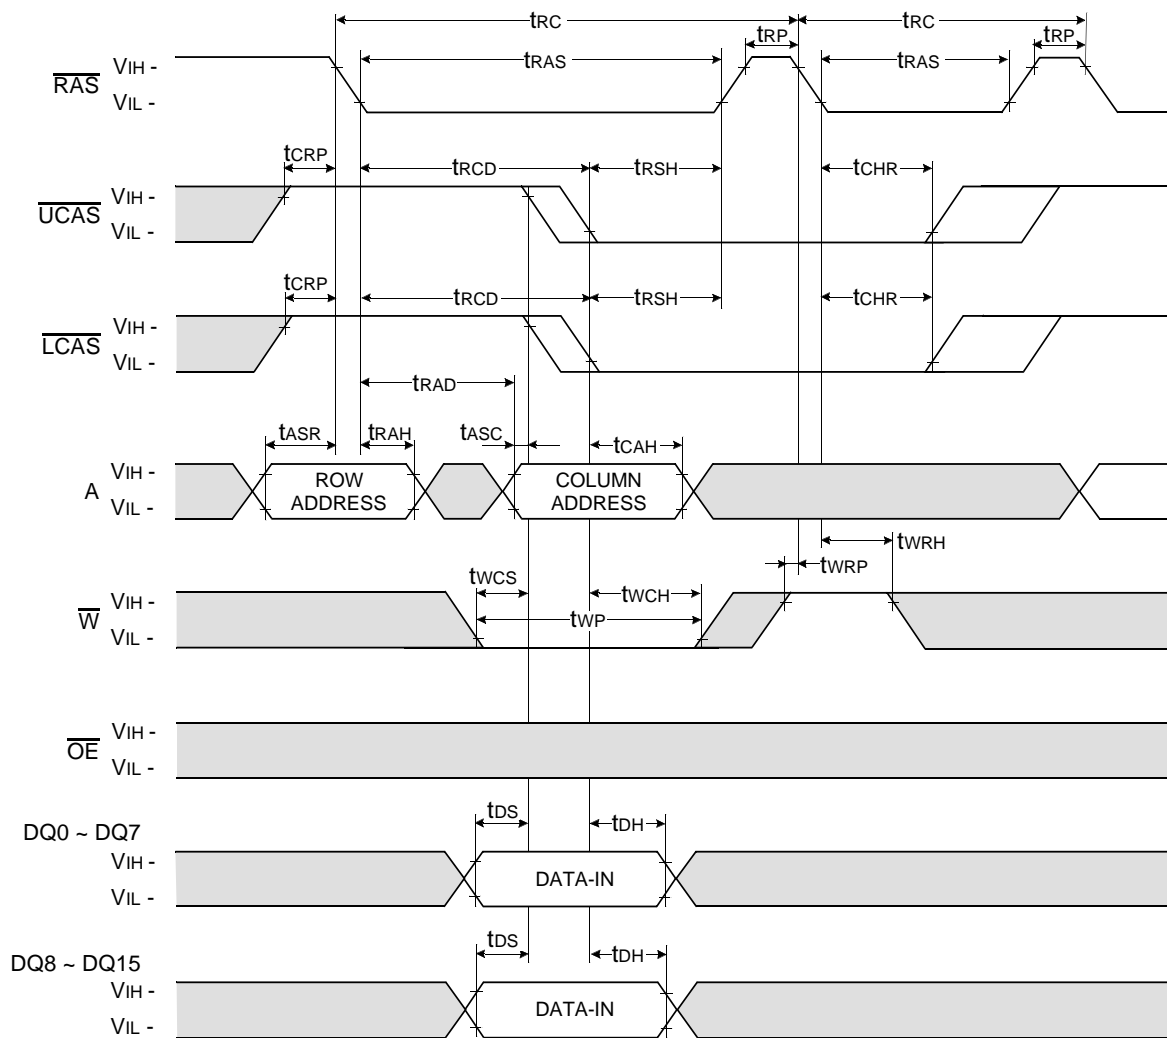 tRC tRC
tRP tRP
RAS VIH - tRAS tRAS
VIL -
tCRP tRCD tRSH tCHR
UCAS VIH -
VIL -
tCRP tRCD tRSH tCHR
LCAS VIH -
VIL -
tRAD
tASR tRAH tASC tCAH
A VIH - ROW ADDRESS COLUMN ADDRESS
VIL -
tWRH
tWRP
tWCS tWCH
W VIH - tWP
VIL -
OE VIH -
VIL -
tDS tDH
DQ0 ~ DQ7
VIH -
DATA-IN
VIL -
tDS tDH
DQ8 ~ DQ15
VIH -
DATA-IN
VIL -